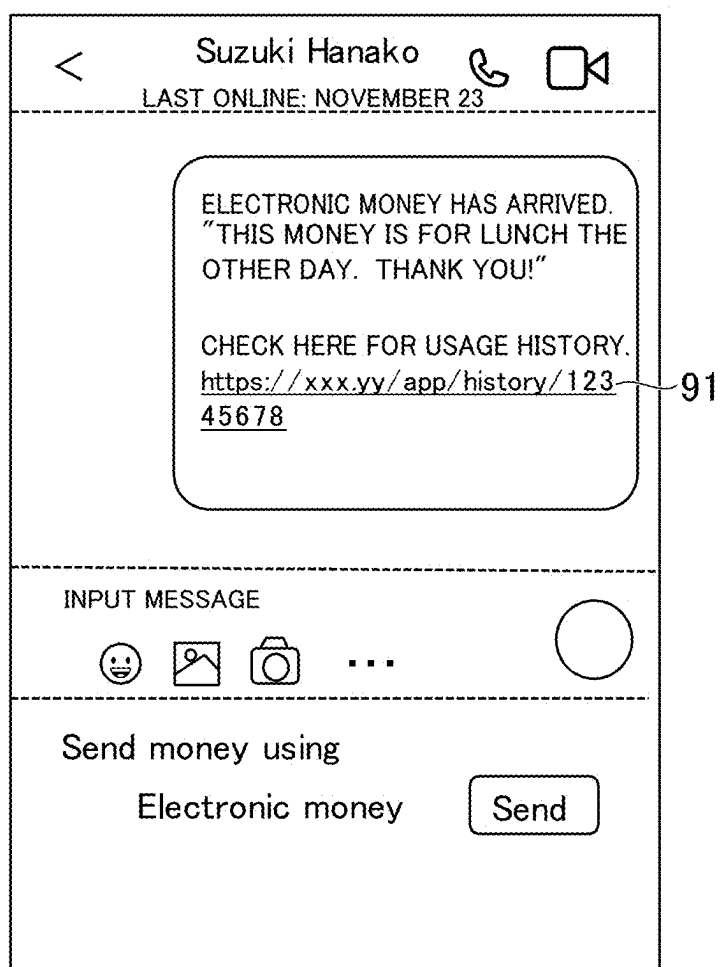 <
Suzuki Hanako
LAST ONLINE: NOVEMBER 23
ELECTRONIC MONEY HAS ARRIVED.
"THIS MONEY IS FOR LUNCH THE
OTHER DAY. THANK YOU!"
CHECK HERE FOR USAGE HISTORY.
https://xxx.yy/app/history/123
45678
91
INPUT MESSAGE
...
Send money using
Electronic money
Send